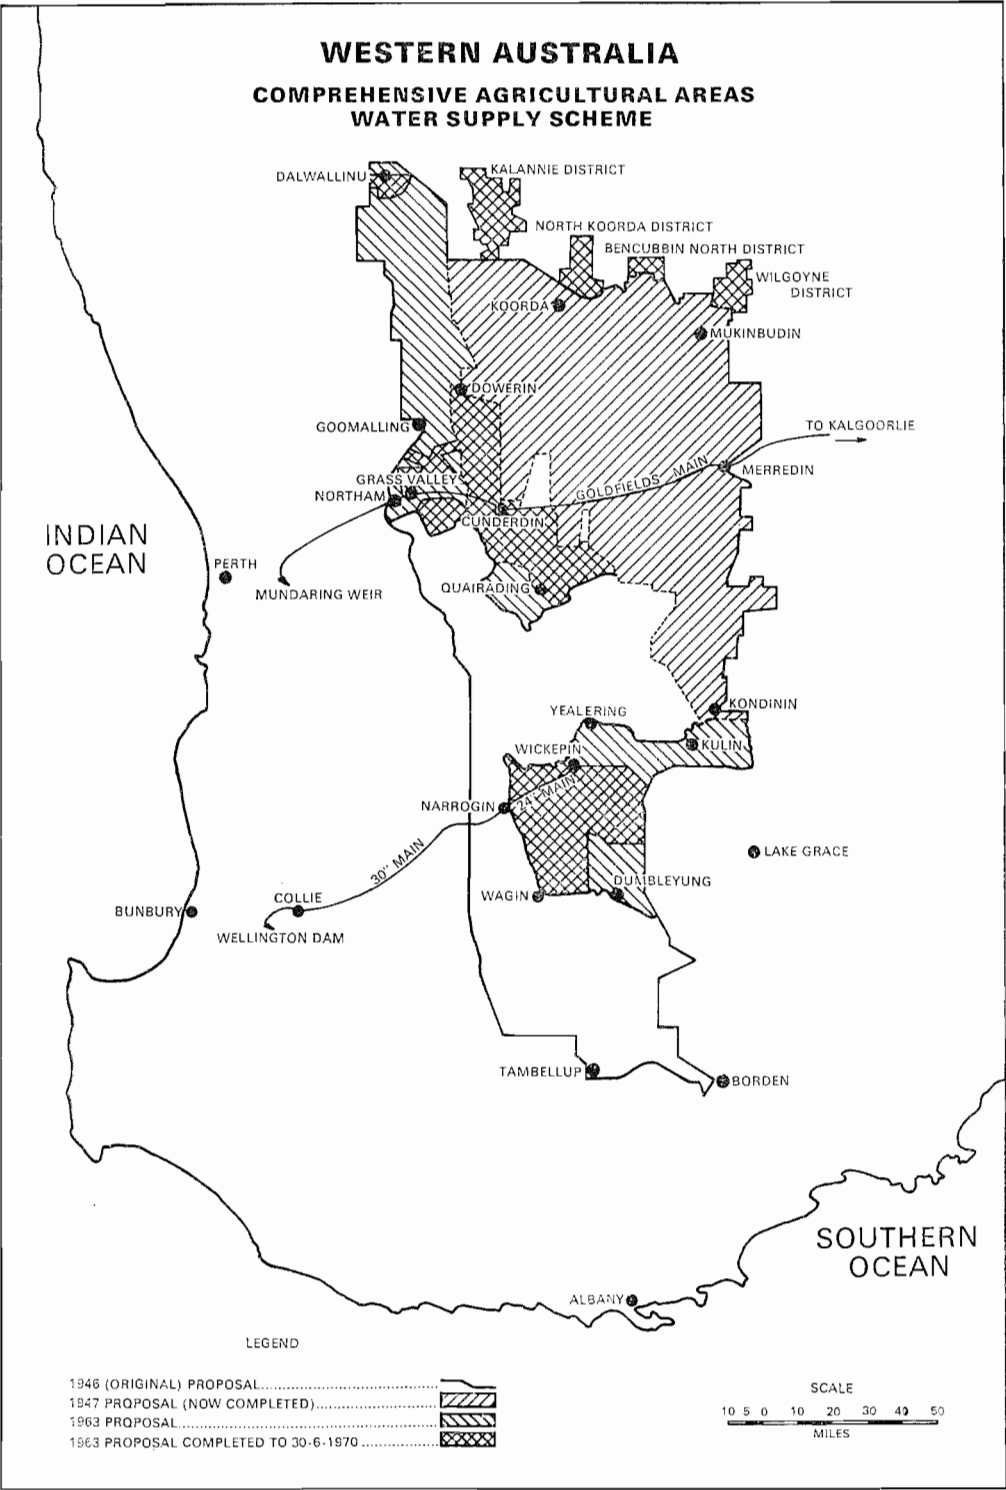 WESTERN AUSTRALIA
COMPREHENSIVE AGRICULTURAL AREAS
WATER SUPPLY SCHEME
DALWALLINU
KALANNIE DISTRICT
NORTH KOORDA DISTRICT
BENCUBBIN NORTH DISTRICT
WILGOYNE
DISTRICT
KOORDA
MUKINBUDIN
DOWERIN
GOOMALLING
TO KALGOORLIE
GRASS VALLEY
GOLDFIELDS MAIN
MERREDIN
NORTHAM
CUNDERDIN
INDIAN
OCEAN
PERTH
MUNDARING WEIR
QUAIRADING
YEALERING
KONDININ
WICKEPIN
KULIN
NARROGIN
24" MAIN
30" MAIN
LAKE GRACE
DUMBLEYUNG
WAGIN
COLLIE
BUNBURY
WELLINGTON DAM
TAMBELLUP
BORDEN
SOUTHERN
OCEAN
ALBANY
LEGEND
1946 (ORIGINAL) PROPOSAL
1947 PROPOSAL (NOW COMPLETED)
1963 PROPOSAL
1963 PROPOSAL COMPLETED TO 30-6-1970
SCALE
10 5 0 10 20 30 40 50
MILES